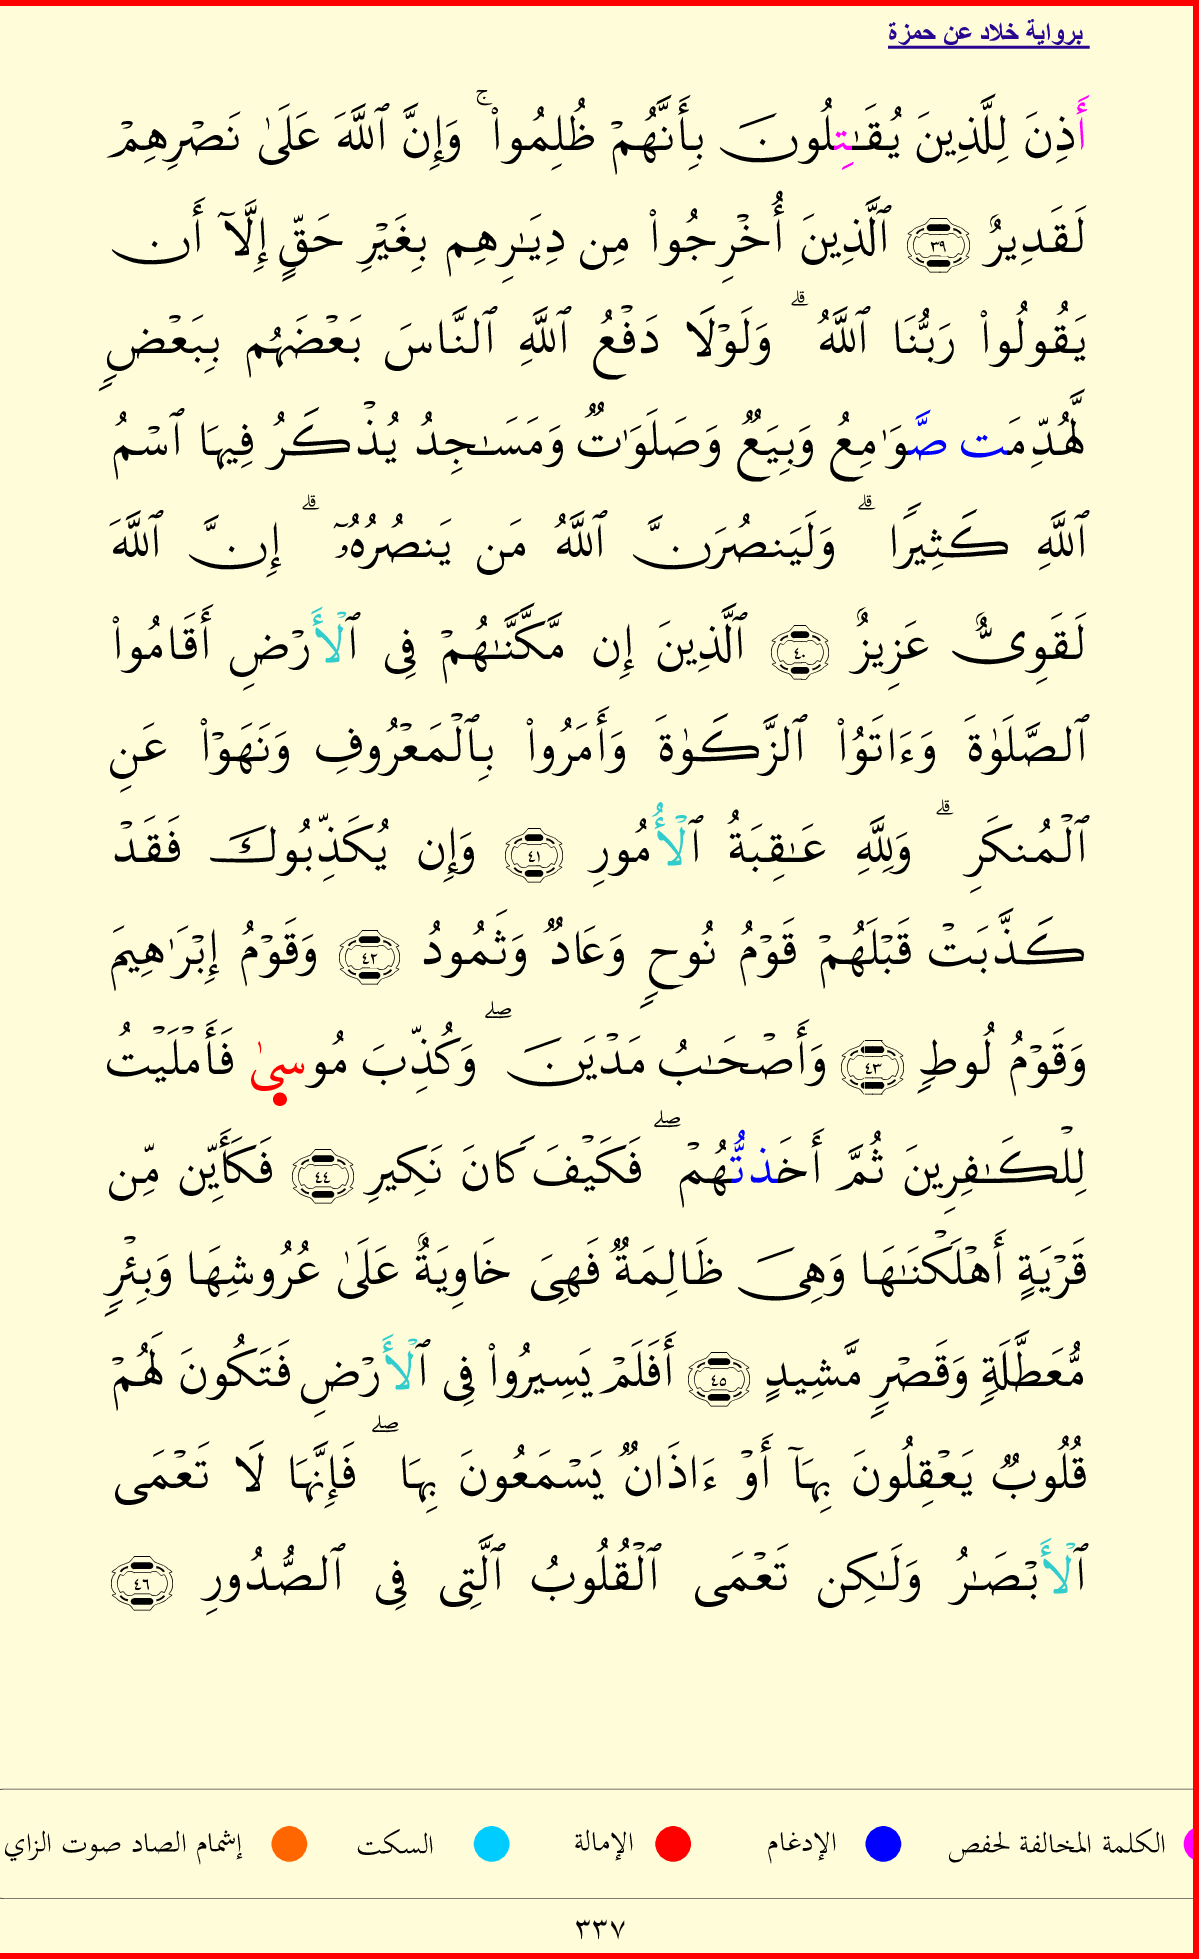 برواية خلاد عن حمزة
أَذِنَ لِلَّذِينَ يُقَـٰتِلُونَ بِأَنَّهُمْ ظُلِمُوا۟ ۚ وَإِنَّ ٱللَّهَ عَلَىٰ نَصْرِهِمْ
لَقَدِيرٌ ٣٩ ٱلَّذِينَ أُخْرِجُوا۟ مِن دِيَـٰرِهِم بِغَيْرِ حَقٍّ إِلَّآ أَن
يَقُولُوا۟ رَبُّنَا ٱللَّهُ ۗ وَلَوْلَا دَفْعُ ٱللَّهِ ٱلنَّاسَ بَعْضَهُم بِبَعْضٍ
لَّهُدِّمَت صَّوَٰمِعُ وَبِيَعٌ وَصَلَوَٰتٌ وَمَسَـٰجِدُ يُذْكَرُ فِيهَا ٱسْمُ
ٱللَّهِ كَثِيرًا ۗ وَلَيَنصُرَنَّ ٱللَّهُ مَن يَنصُرُهُۥٓ ۗ إِنَّ ٱللَّهَ
لَقَوِىٌّ عَزِيزٌ ٤٠ ٱلَّذِينَ إِن مَّكَّنَّـٰهُمْ فِى ٱلْأَرْضِ أَقَامُوا۟
ٱلصَّلَوٰةَ وَءَاتَوُا۟ ٱلزَّكَوٰةَ وَأَمَرُوا۟ بِٱلْمَعْرُوفِ وَنَهَوْا۟ عَنِ
ٱلْمُنكَرِ ۗ وَلِلَّهِ عَـٰقِبَةُ ٱلْأُمُورِ ٤١ وَإِن يُكَذِّبُوكَ فَقَدْ
كَذَّبَتْ قَبْلَهُمْ قَوْمُ نُوحٍ وَعَادٌ وَثَمُودُ ٤٢ وَقَوْمُ إِبْرَٰهِيمَ
وَقَوْمُ لُوطٍ ٤٣ وَأَصْحَـٰبُ مَدْيَنَ ۖ وَكُذِّبَ مُوسىٰ فَأَمْلَيْتُ
لِلْكَـٰفِرِينَ ثُمَّ أَخَذتُّهُمْ ۖ فَكَيْفَ كَانَ نَكِيرِ ٤٤ فَكَأَيِّن مِّن
قَرْيَةٍ أَهْلَكْنَـٰهَا وَهِىَ ظَالِمَةٌ فَهِىَ خَاوِيَةٌ عَلَىٰ عُرُوشِهَا وَبِئْرٍ
مُّعَطَّلَةٍ وَقَصْرٍ مَّشِيدٍ ٤٥ أَفَلَمْ يَسِيرُوا۟ فِى ٱلْأَرْضِ فَتَكُونَ لَهُمْ
قُلُوبٌ يَعْقِلُونَ بِهَآ أَوْ ءَاذَانٌ يَسْمَعُونَ بِهَا ۖ فَإِنَّهَا لَا تَعْمَى
ٱلْأَبْصَـٰرُ وَلَـٰكِن تَعْمَى ٱلْقُلُوبُ ٱلَّتِى فِى ٱلصُّدُورِ ٤٦
الكلمة المخالفة لحفص الإدغام الإمالة السكت إشمام الصاد صوت الزاي
٣٣٧